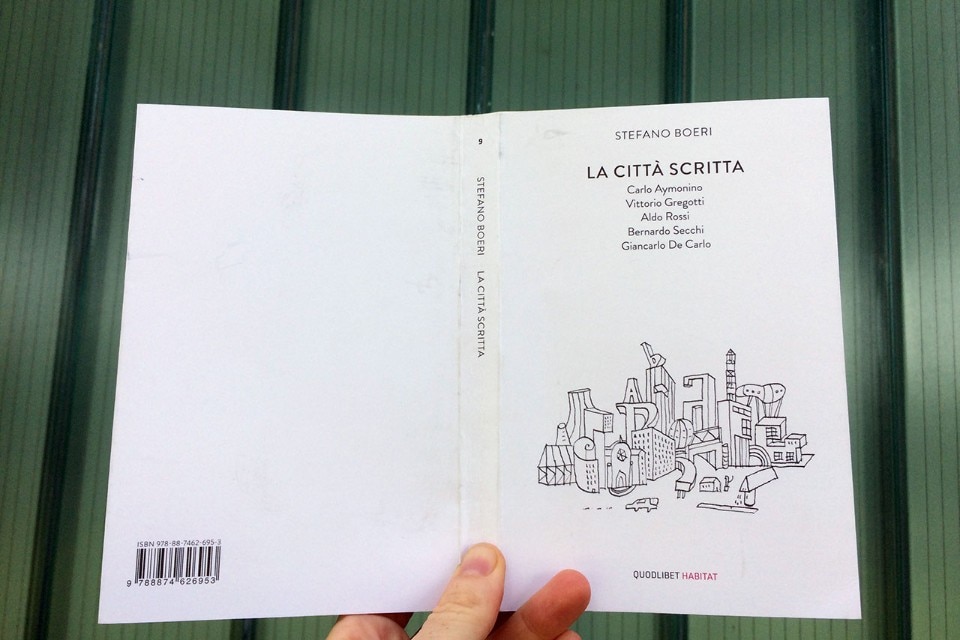 ISBN 978-88-7462-695-3
9 788874 626953
9
STEFANO BOERI LA CITTÀ SCRITTA
STEFANO BOERI
LA CITTÀ SCRITTA
Carlo Aymonino
Vittorio Gregotti
Aldo Rossi
Bernardo Secchi
Giancarlo De Carlo
QUODLIBET HABITAT